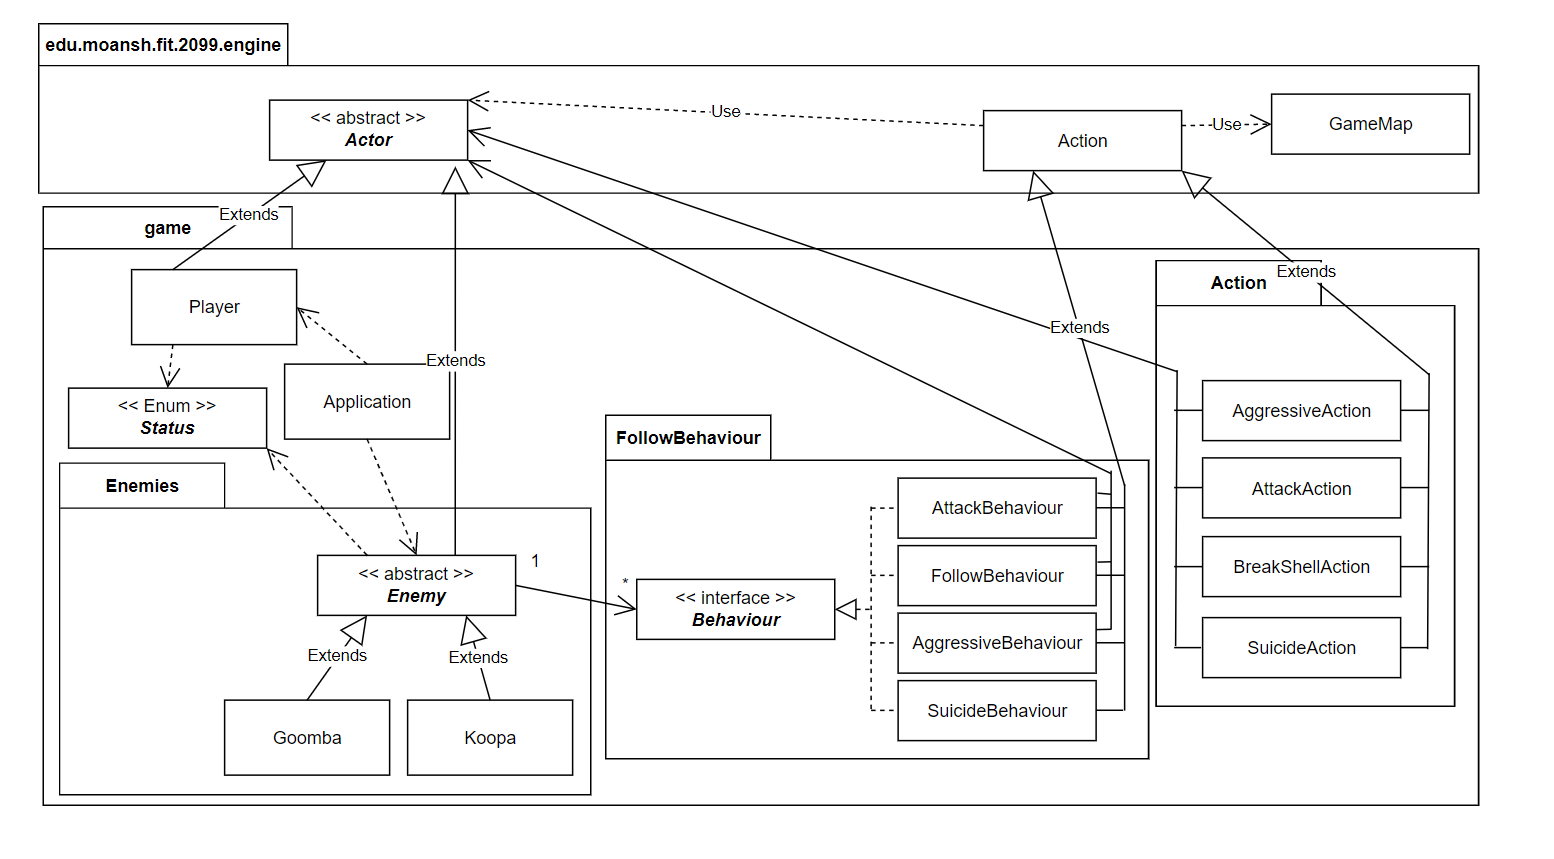 edu.moansh.fit.2099.engine
<< abstract >>
Actor
Use
Action
Use
GameMap
Extends
game
Player
Extends
Action
Extends
Extends
<< Enum >>
Status
Application
AggressiveAction
FollowBehaviour
Enemies
AttackAction
AttackBehaviour
<< abstract >>
Enemy
1
*
<< interface >>
Behaviour
FollowBehaviour
BreakShellAction
AggressiveBehaviour
SuicideAction
Extends
Extends
SuicideBehaviour
Goomba
Koopa